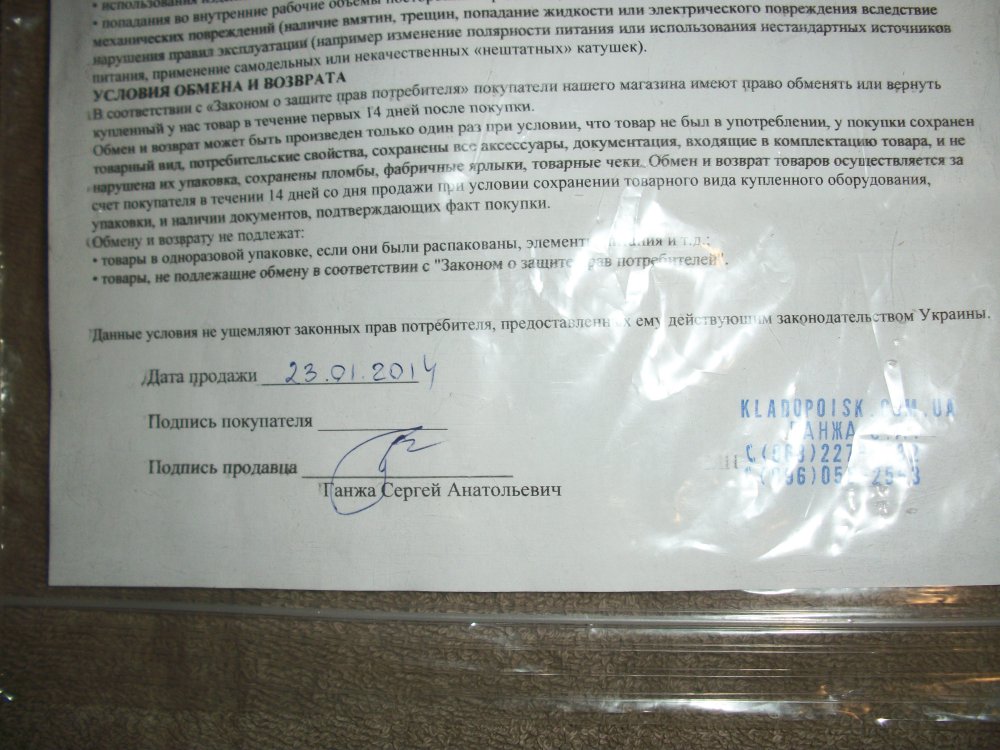 • использования
• попадания во внутренние рабочие объемы
механических повреждений (наличие вмятин, трещин, попадание жидкости или электрического повреждения вследствие
нарушения правил эксплуатации (например изменение полярности питания или использования нестандартных источников
питания, применение самодельных или некачественных «нештатных» катушек).
УСЛОВИЯ ОБМЕНА И ВОЗВРАТА
В соответствии с «Законом о защите прав потребителя» покупатели нашего магазина имеют право обменять или вернуть
купленный у нас товар в течение первых 14 дней после покупки.
Обмен и возврат может быть произведен только один раз при условии, что товар не был в употреблении, у покупки сохранен
товарный вид, потребительские свойства, сохранены все аксессуары, документация, входящие в комплектацию товара, и не
нарушена их упаковка, сохранены пломбы, фабричные ярлыки, товарные чеки. Обмен и возврат товаров осуществляется за
счет покупателя в течении 14 дней со дня продажи при условии сохранении товарного вида купленного оборудования,
упаковки, и наличии документов, подтверждающих факт покупки.
Обмену и возврату не подлежат:
• товары в одноразовой упаковке, если они были распакованы, и т.д.;
• товары, не подлежащие обмену в соответствии с "Законом о защите прав потребителей".
Данные условия не ущемляют законных прав потребителя, предоставленных ему действующим законодательством Украины.
Дата продажи 23.01.2014
Подпись покупателя
Подпись продавца
Ганжа Сергей Анатольевич
KLADOPOISK.COM.UA
ГАНЖА